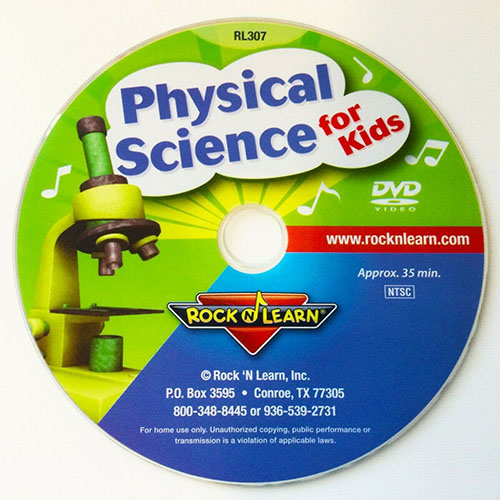 RL307
Physical
Science
for
Kids
DVD
VIDEO
www.rocknlearn.com
Approx. 35 min.
NTSC
ROCK 'N LEARN®
© Rock 'N Learn, Inc.
P.O. Box 3595 • Conroe, TX 77305
800-348-8445 or 936-539-2731
For home use only. Unauthorized copying, public performance or
transmission is a violation of applicable laws.